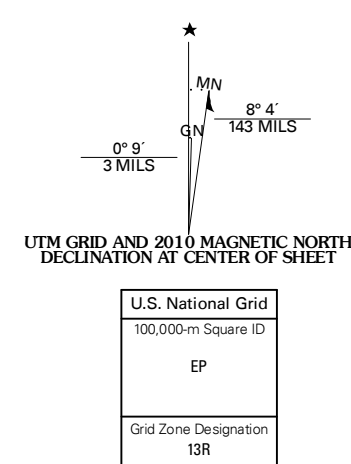 ★
MN
GN
8° 4´
143 MILS
0° 9´
3 MILS
UTM GRID AND 2010 MAGNETIC NORTH
DECLINATION AT CENTER OF SHEET
U.S. National Grid
100,000-m Square ID
EP
Grid Zone Designation
13R